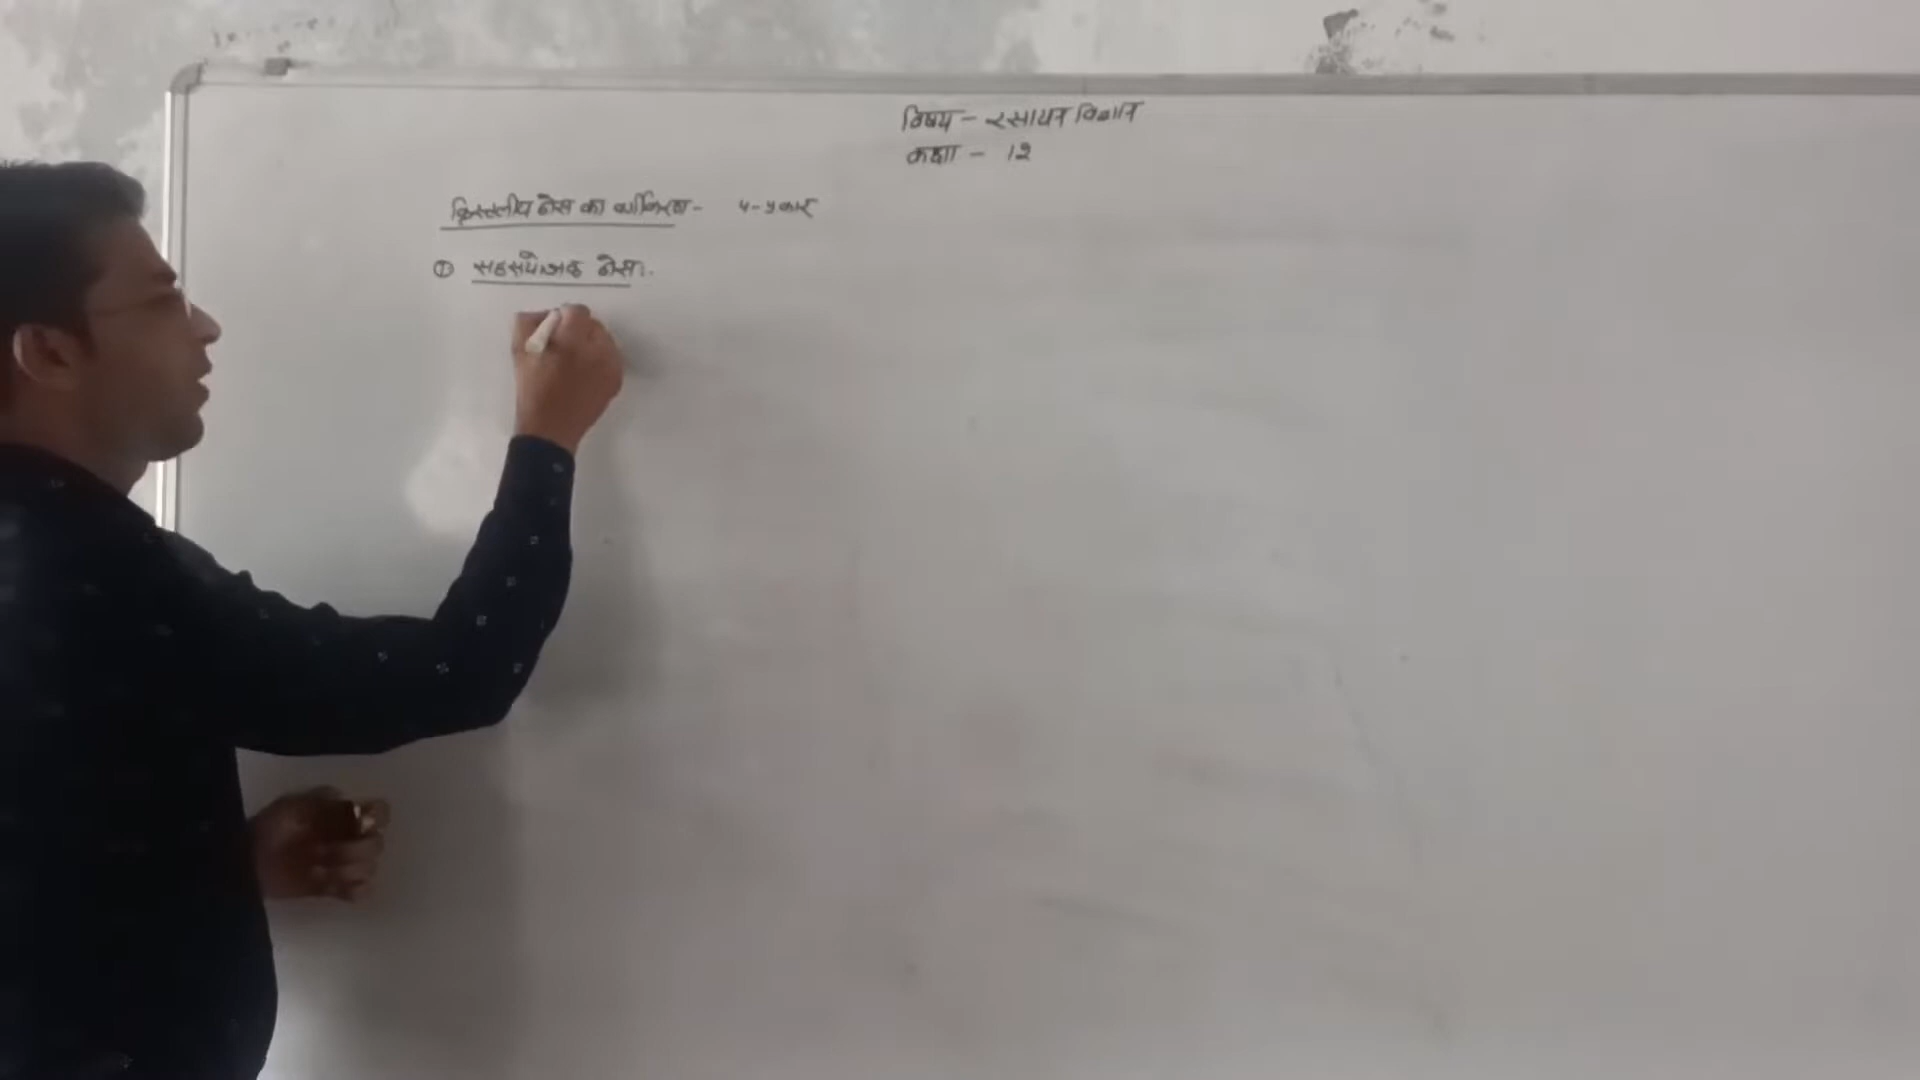 विषय - रसायन विज्ञान
कक्षा - 12
क्रिस्टलीय ठोस का वर्गीकरण - 4 - प्रकार
① सहसंयोजक ठोस :-